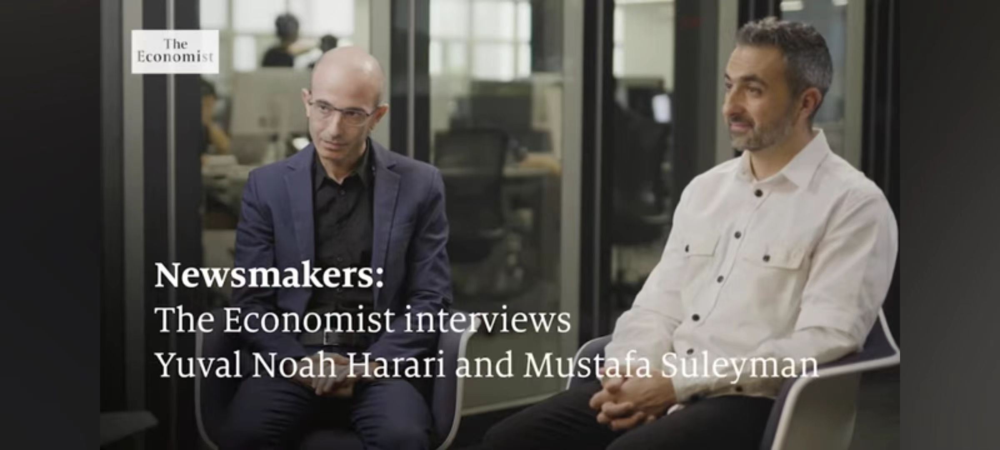 The
Economist
Newsmakers:
The Economist interviews
Yuval Noah Harari and Mustafa Suleyman